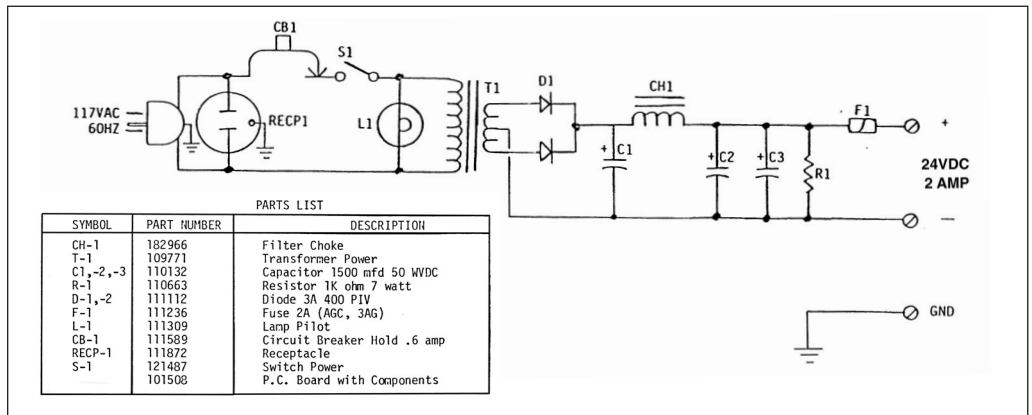 CB1
S1
T1
D1
CH1
F1
+
117VAC
60HZ
RECP1
L1
+ C1
+ C2
+ C3
R1
24VDC
2 AMP
—
GND
PARTS LIST
SYMBOL PART NUMBER DESCRIPTION
CH-1 182966 Filter Choke
T-1 109771 Transformer Power
C1,-2,-3 110132 Capacitor 1500 mfd 50 WVDC
R-1 110663 Resistor 1K ohm 7 watt
D-1,-2 111112 Diode 3A 400 PIV
F-1 111236 Fuse 2A (AGC, 3AG)
L-1 111309 Lamp Pilot
CB-1 111589 Circuit Breaker Hold .6 amp
RECP-1 111872 Receptacle
S-1 121487 Switch Power
101508 P.C. Board with Components